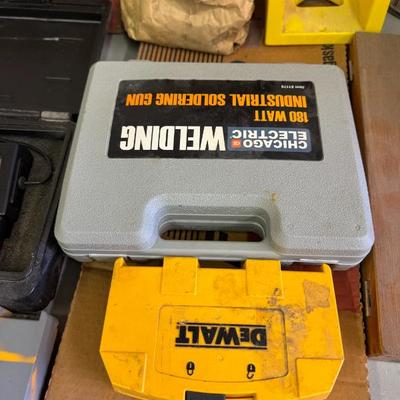 CHICAGO
ELECTRIC
WELDING
180 WATT
INDUSTRIAL SOLDERING GUN
DEWALT